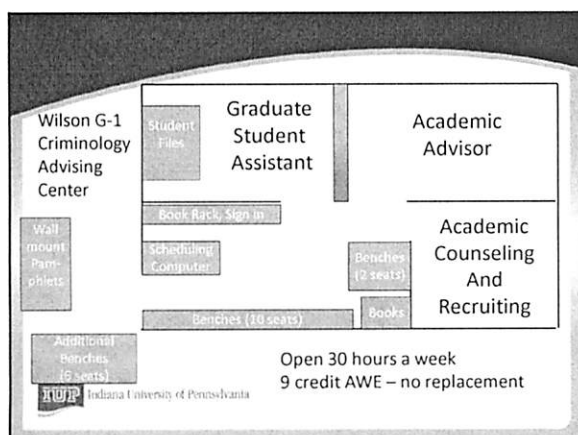 Wilson G-1
Criminology
Advising
Center
Student
Files
Graduate
Student
Assistant
Academic
Advisor
Book Rack, Sign in
Wall
mount
Pam-
phlets
Scheduling
Computer
Benches
(2 seats)
Academic
Counseling
And
Recruiting
Benches (10 seats)
Books
Additional
Benches
(6 seats)
Open 30 hours a week
9 credit AWE – no replacement
IUP Indiana University of Pennsylvania